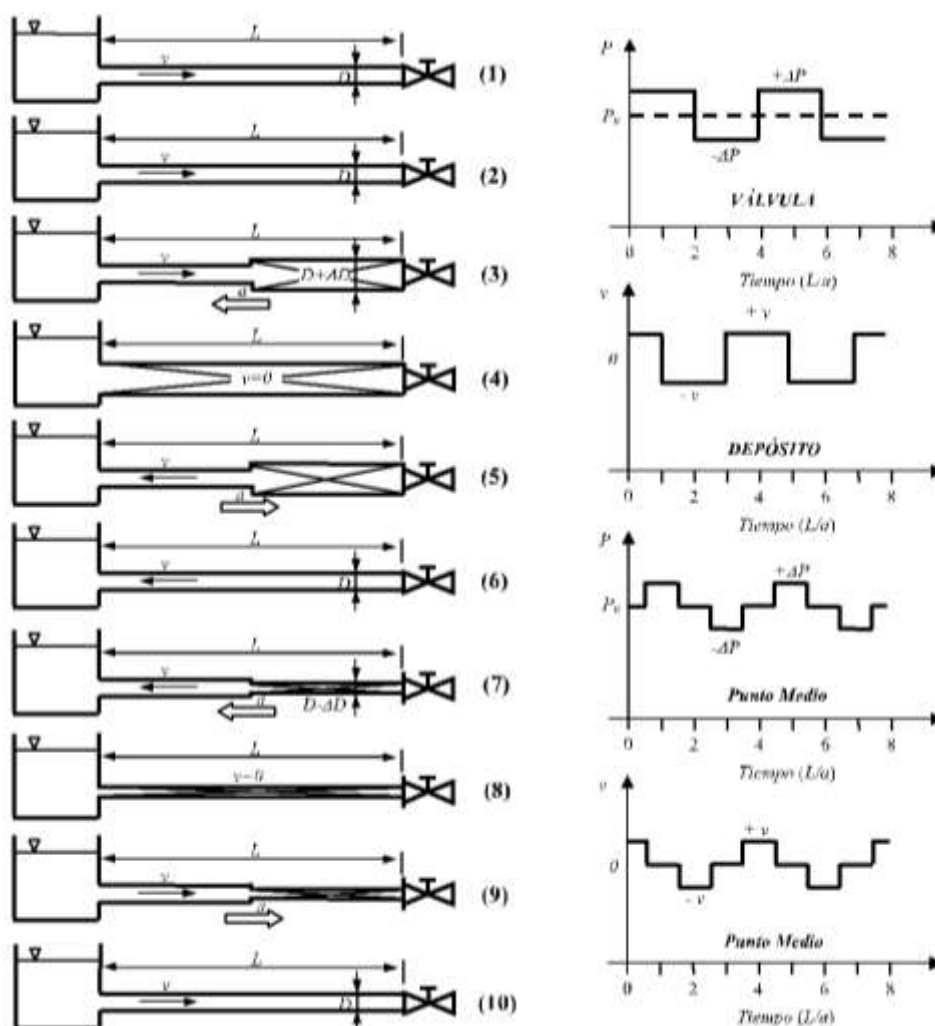 L
v
D
(1)
L
v
D
(2)
L
v
D+ΔD
a
(3)
L
v=0
(4)
L
v
a
(5)
L
v
D
(6)
L
v
D-ΔD
a
(7)
L
v=0
(8)
L
v
a
(9)
L
v
D
(10)
P
+ΔP
-ΔP
VÁLVULA
0 2 4 6 8
Tiempo (L/a)
v
+ v
0
- v
DEPÓSITO
0 2 4 6 8
Tiempo (L/a)
P
+ΔP
-ΔP
Punto Medio
0 2 4 6 8
Tiempo (L/a)
v
+ v
0
- v
Punto Medio
0 2 4 6 8
Tiempo (L/a)